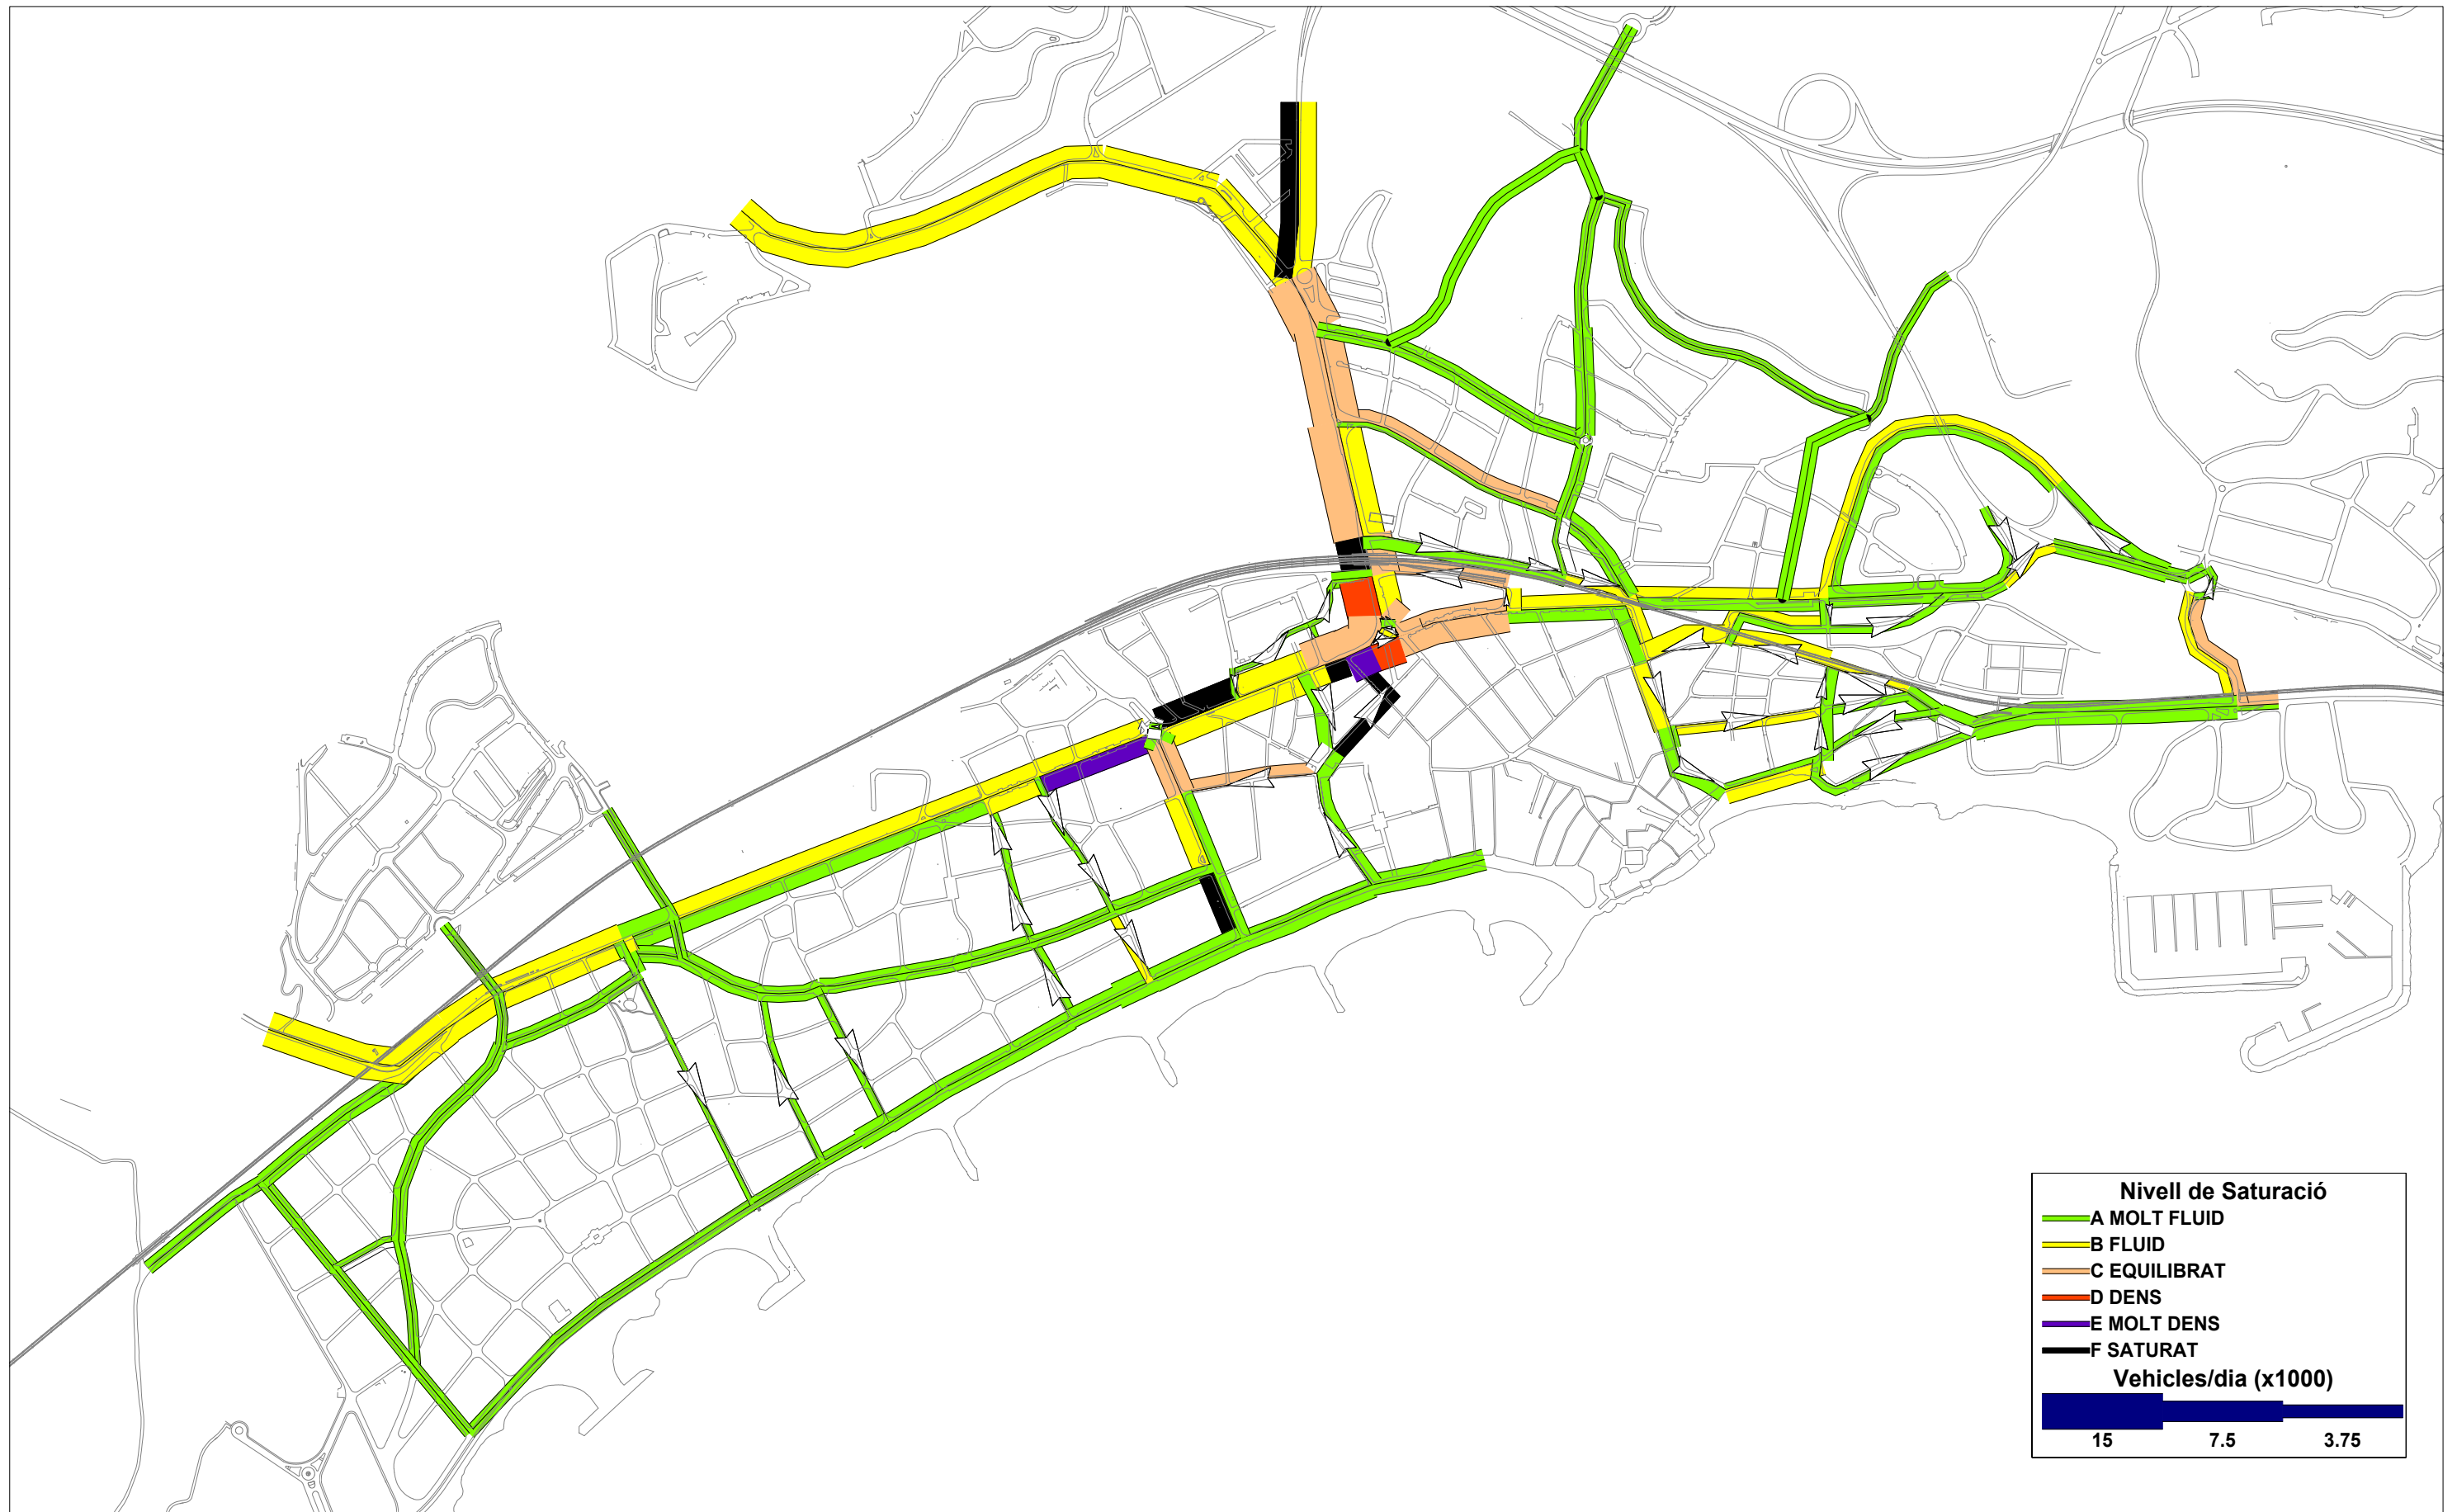 Nivell de Saturació
A MOLT FLUID
B FLUID
C EQUILIBRAT
D DENS
E MOLT DENS
F SATURAT
Vehicles/dia (x1000)
15 7.5 3.75